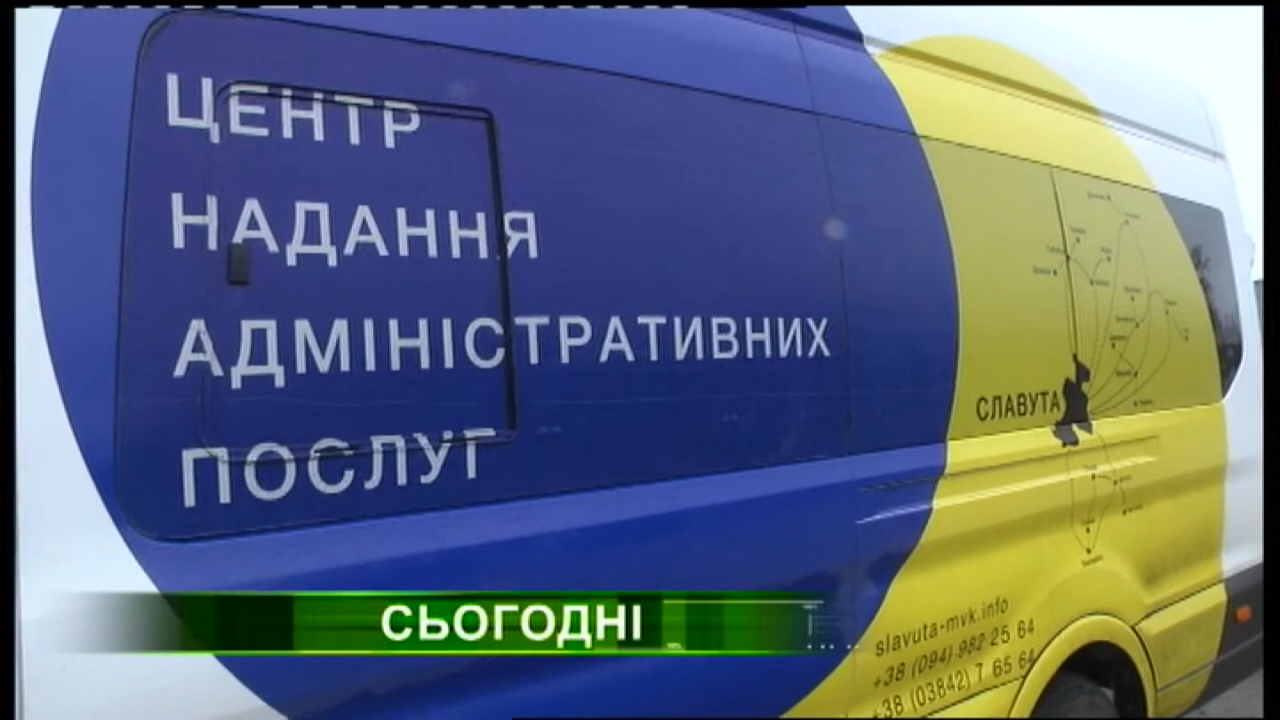 ЦЕНТР
НАДАННЯ
АДМІНІСТРАТИВНИХ
ПОСЛУГ
СЛАВУТА
slavuta-mvk.info
+38 (094) 982 25 64
+38 (03842) 7 65 64
СЬОГОДНІ